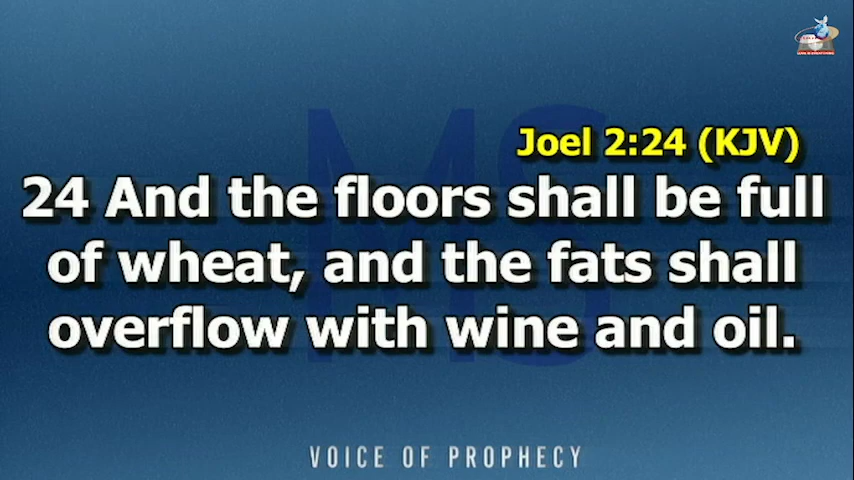 Joel 2:24 (KJV)
24 And the floors shall be full
of wheat, and the fats shall
overflow with wine and oil.
MS
VOICE OF PROPHECY